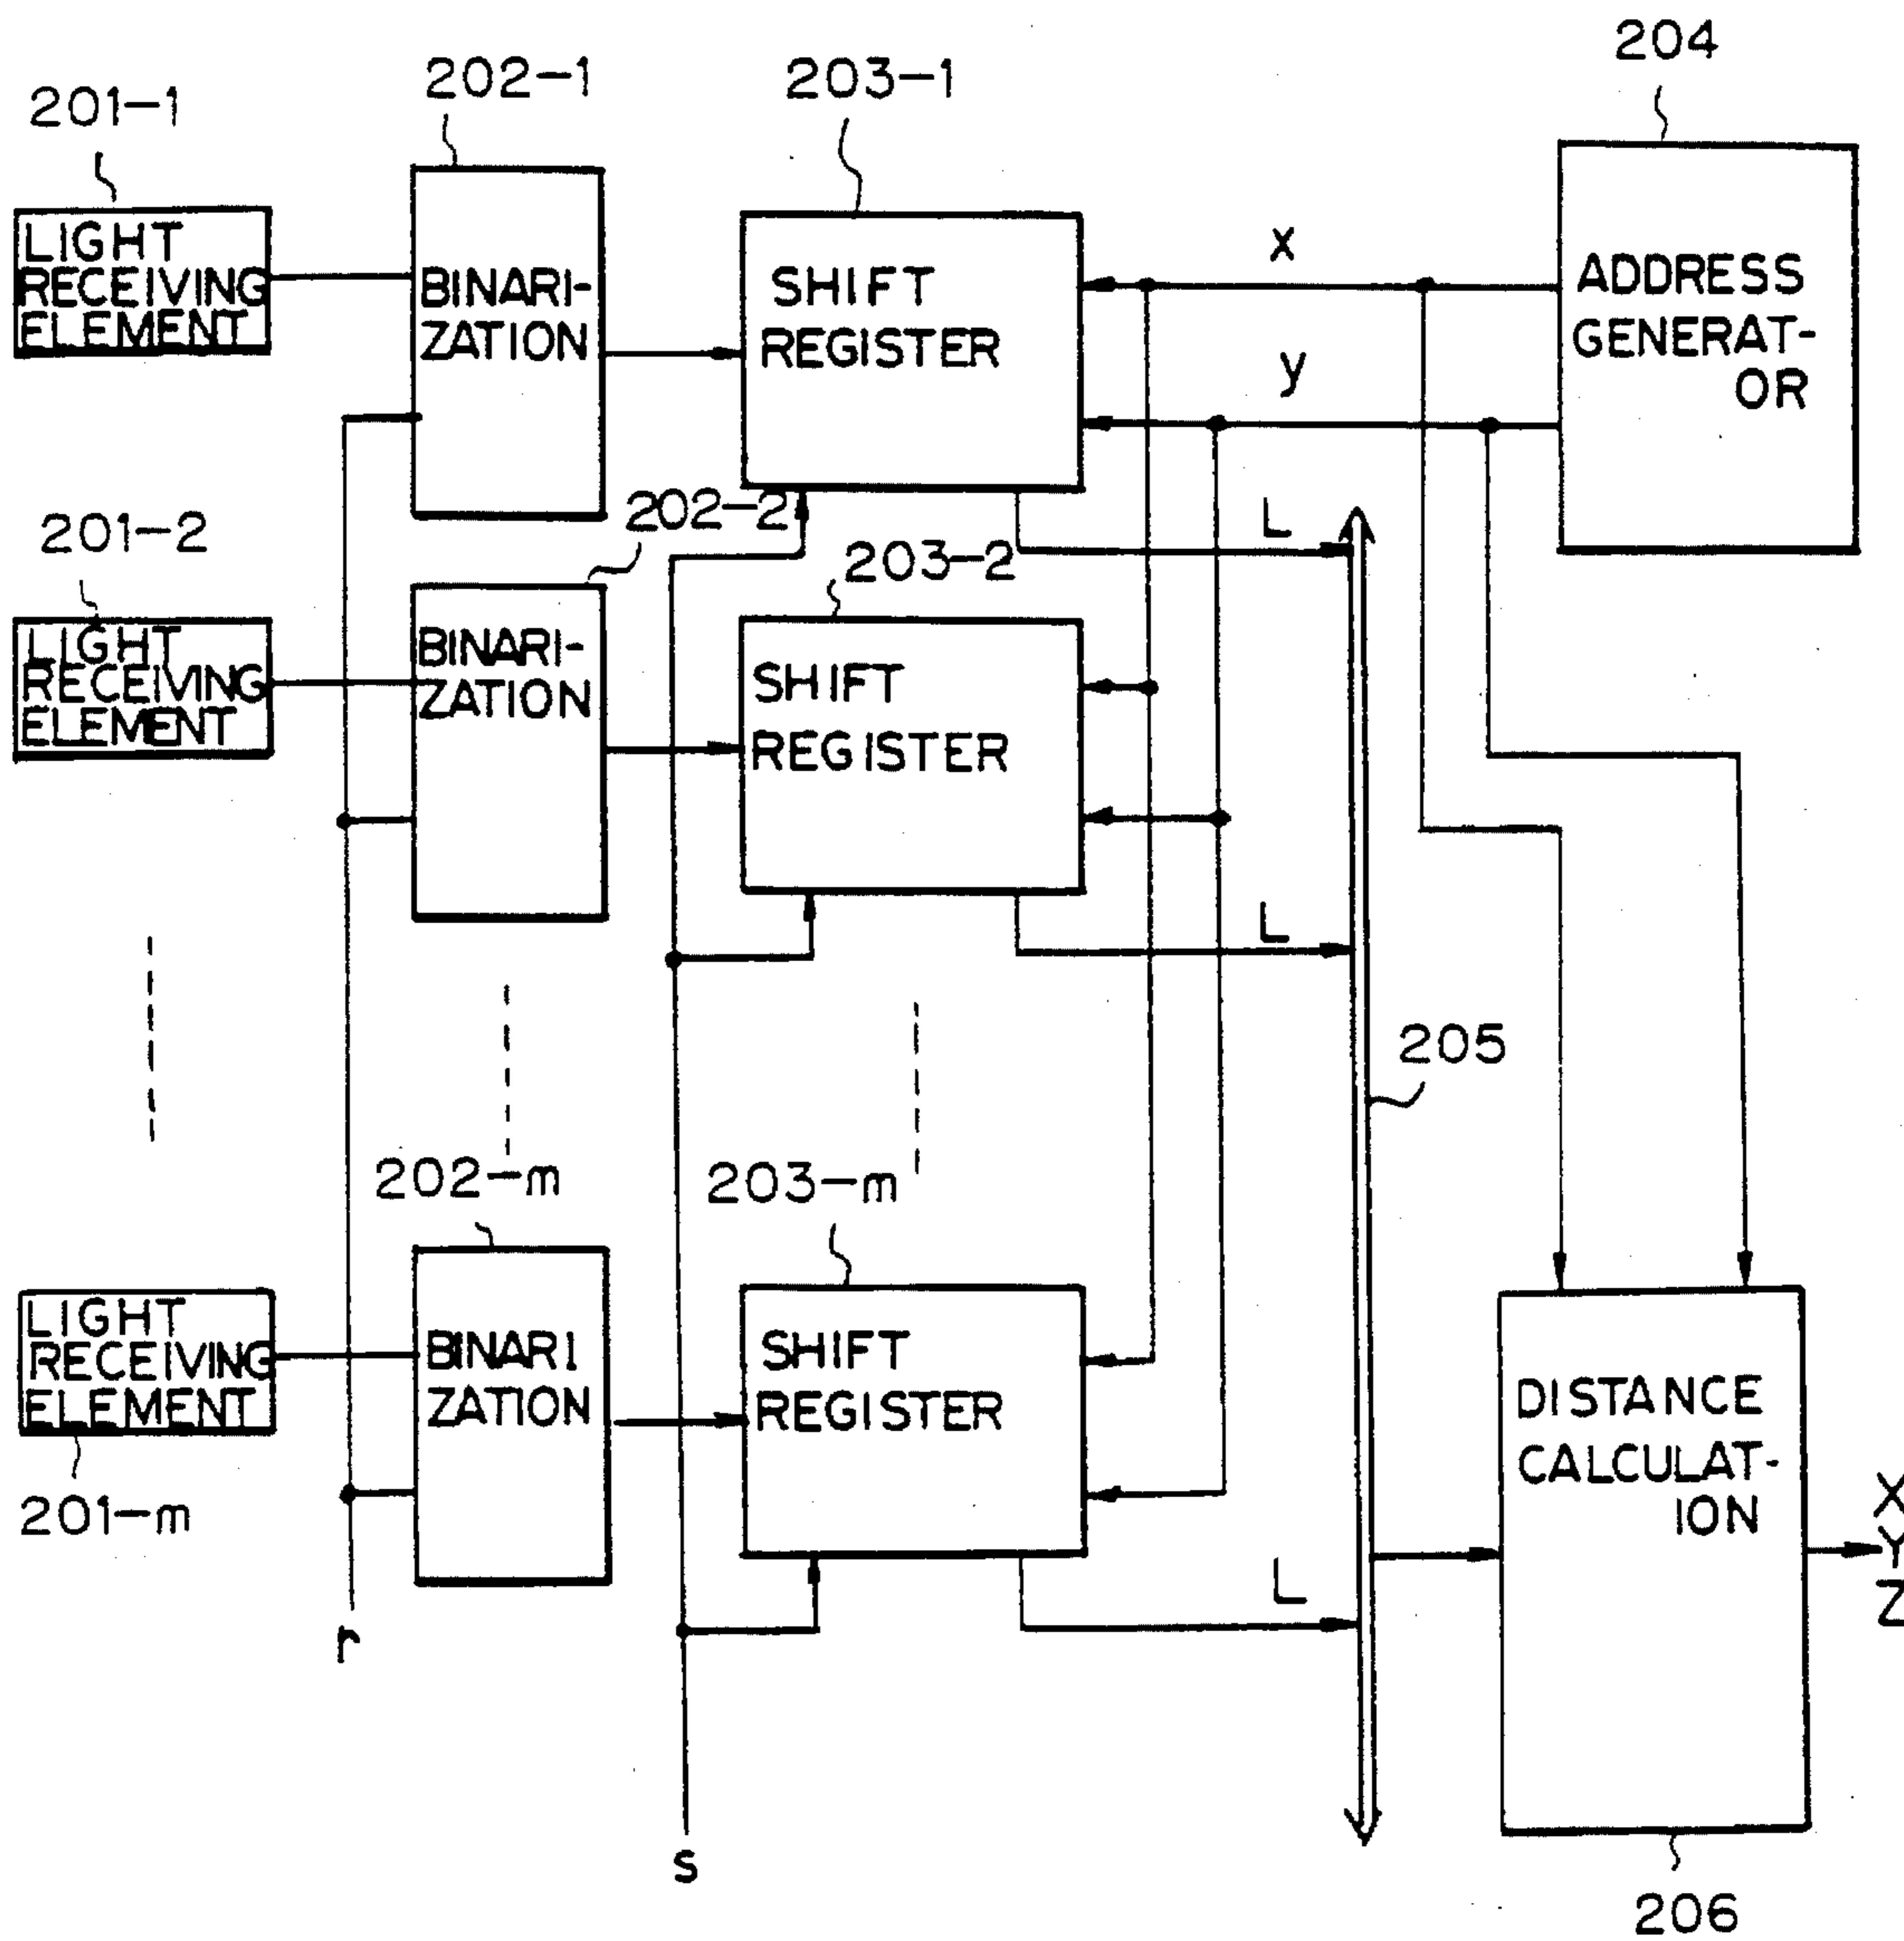 204
202-1
203-1
201-1
LIGHT
RECEIVING
ELEMENT
BINARI-
ZATION
SHIFT
REGISTER
x
y
ADDRESS
GENERAT-
OR
202-2
L
201-2
203-2
LIGHT
RECEIVING
ELEMENT
BINARI-
ZATION
SHIFT
REGISTER
L
205
202-m
203-m
LIGHT
RECEIVING
ELEMENT
BINARI
ZATION
SHIFT
REGISTER
DISTANCE
CALCULAT-
ION
201-m
X
Y
Z
L
r
s
206